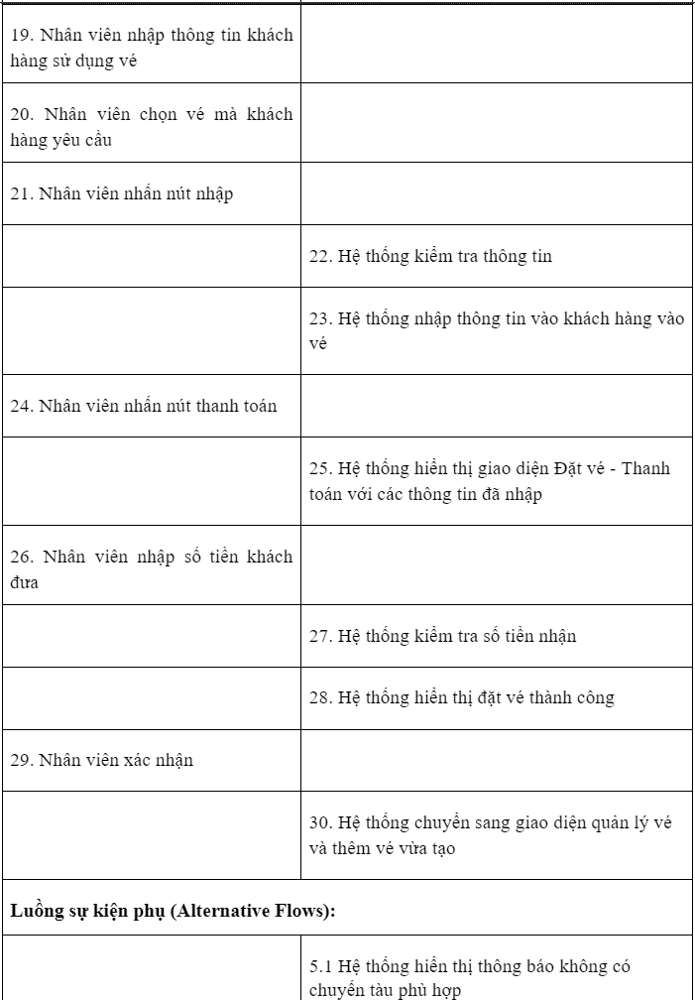 19. Nhân viên nhập thông tin khách
hàng sử dụng vé
20. Nhân viên chọn vé mà khách
hàng yêu cầu
21. Nhân viên nhấn nút nhập
22. Hệ thống kiểm tra thông tin
23. Hệ thống nhập thông tin vào khách hàng vào
vé
24. Nhân viên nhấn nút thanh toán
25. Hệ thống hiển thị giao diện Đặt vé - Thanh
toán với các thông tin đã nhập
26. Nhân viên nhập số tiền khách
đưa
27. Hệ thống kiểm tra số tiền nhận
28. Hệ thống hiển thị đặt vé thành công
29. Nhân viên xác nhận
30. Hệ thống chuyển sang giao diện quản lý vé
và thêm vé vừa tạo
Luồng sự kiện phụ (Alternative Flows):
5.1 Hệ thống hiển thị thông báo không có
chuyến tàu phù hợp